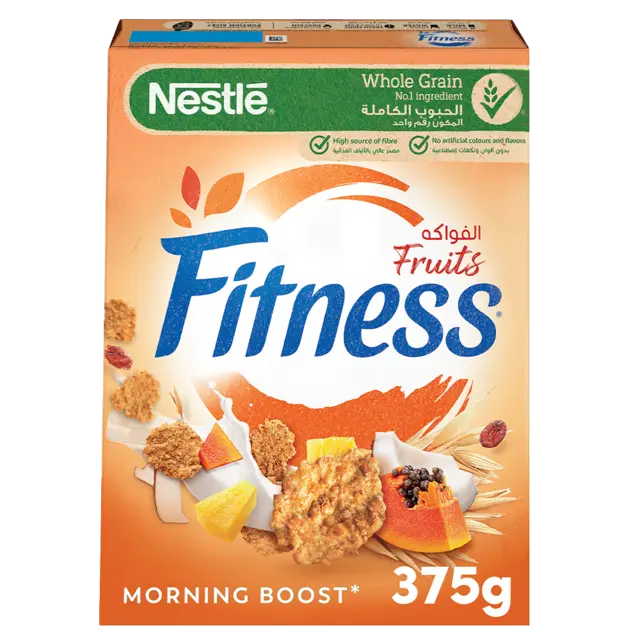 Fitness
Nestlé®
Whole Grain
No.1 ingredient
الحبوب الكاملة
المكون رقم واحد
High source of fibre
مصدر عالي بالألياف الغذائية
No artificial colours and flavors
بدون ألوان ونكهات إصطناعية
الفواكه
Fruits
Fitness®
MORNING BOOST*
375g